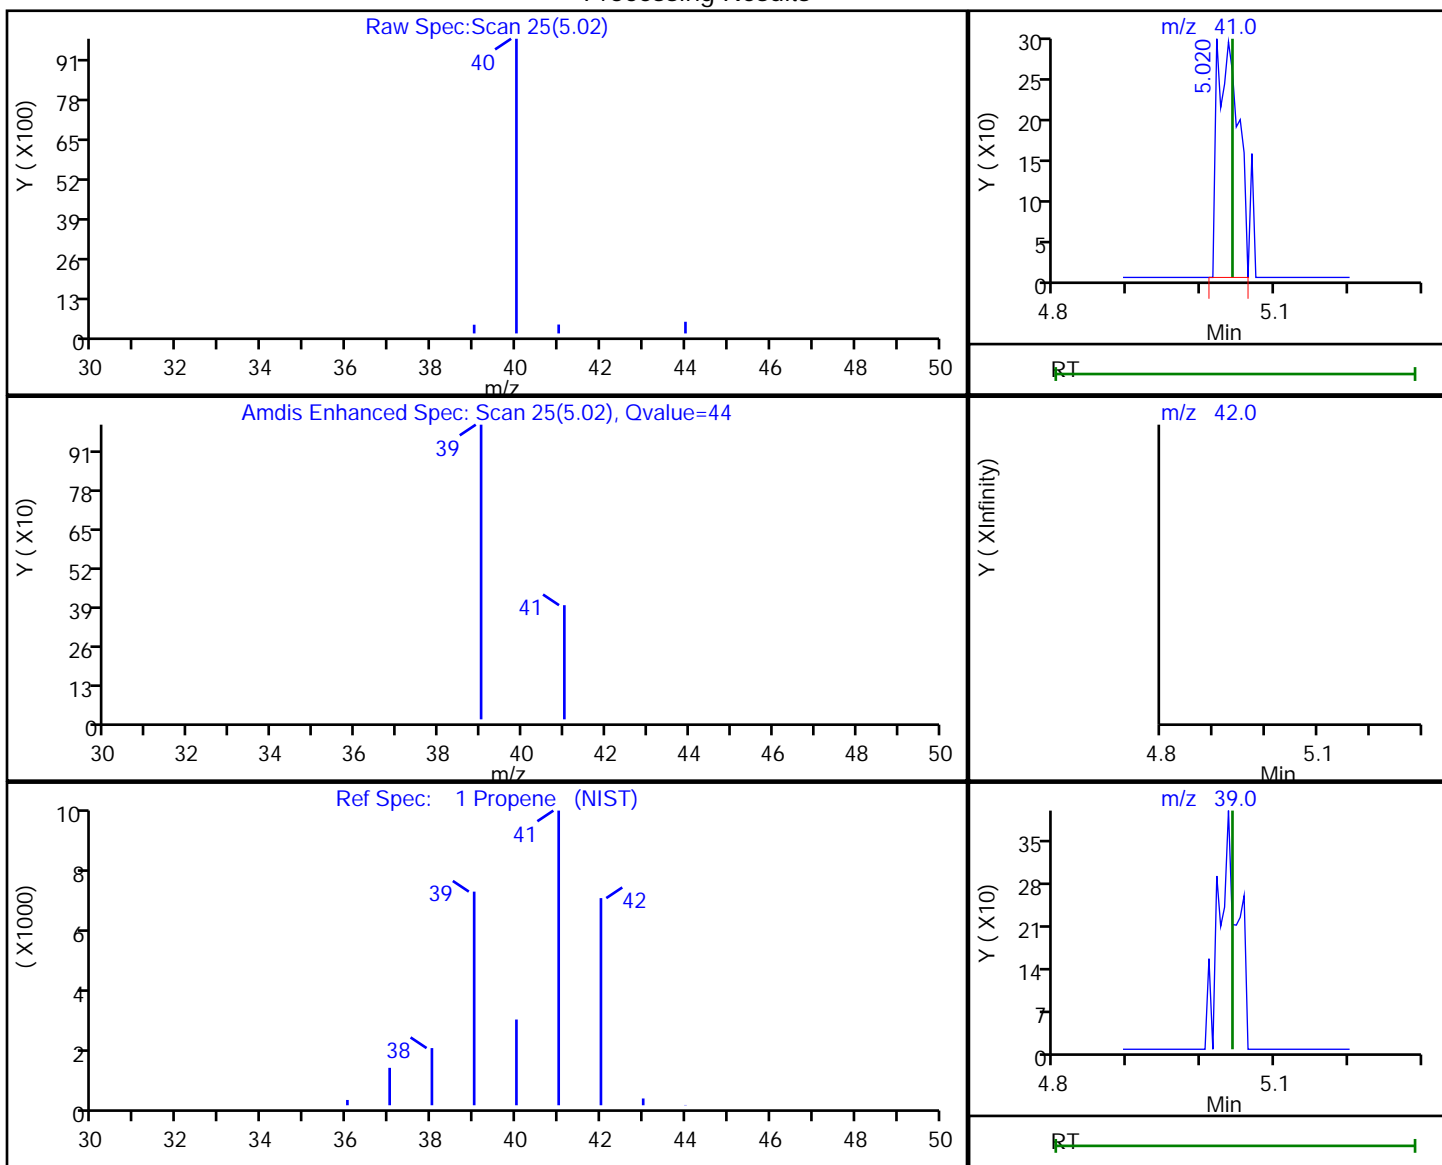 Processing Results
Raw Spec:Scan 25(5.02)
40
Y ( X100)
91
78
65
52
39
26
13
0
30 32 34 36 38 40 42 44 46 48 50
m/z
m/z 41.0
5.020
Y ( X10)
30
25
20
15
10
5
0
4.8 5.1
Min
RT
Amdis Enhanced Spec: Scan 25(5.02), Qvalue=44
39
41
Y ( X10)
91
78
65
52
39
26
13
0
30 32 34 36 38 40 42 44 46 48 50
m/z
m/z 42.0
Y ( XInfinity)
4.8 5.1
Min
Ref Spec: 1 Propene (NIST)
41
39
42
38
( X1000)
10
8
6
4
2
0
30 32 34 36 38 40 42 44 46 48 50
m/z 39.0
Y ( X10)
35
28
21
14
7
0
4.8 5.1
Min
RT